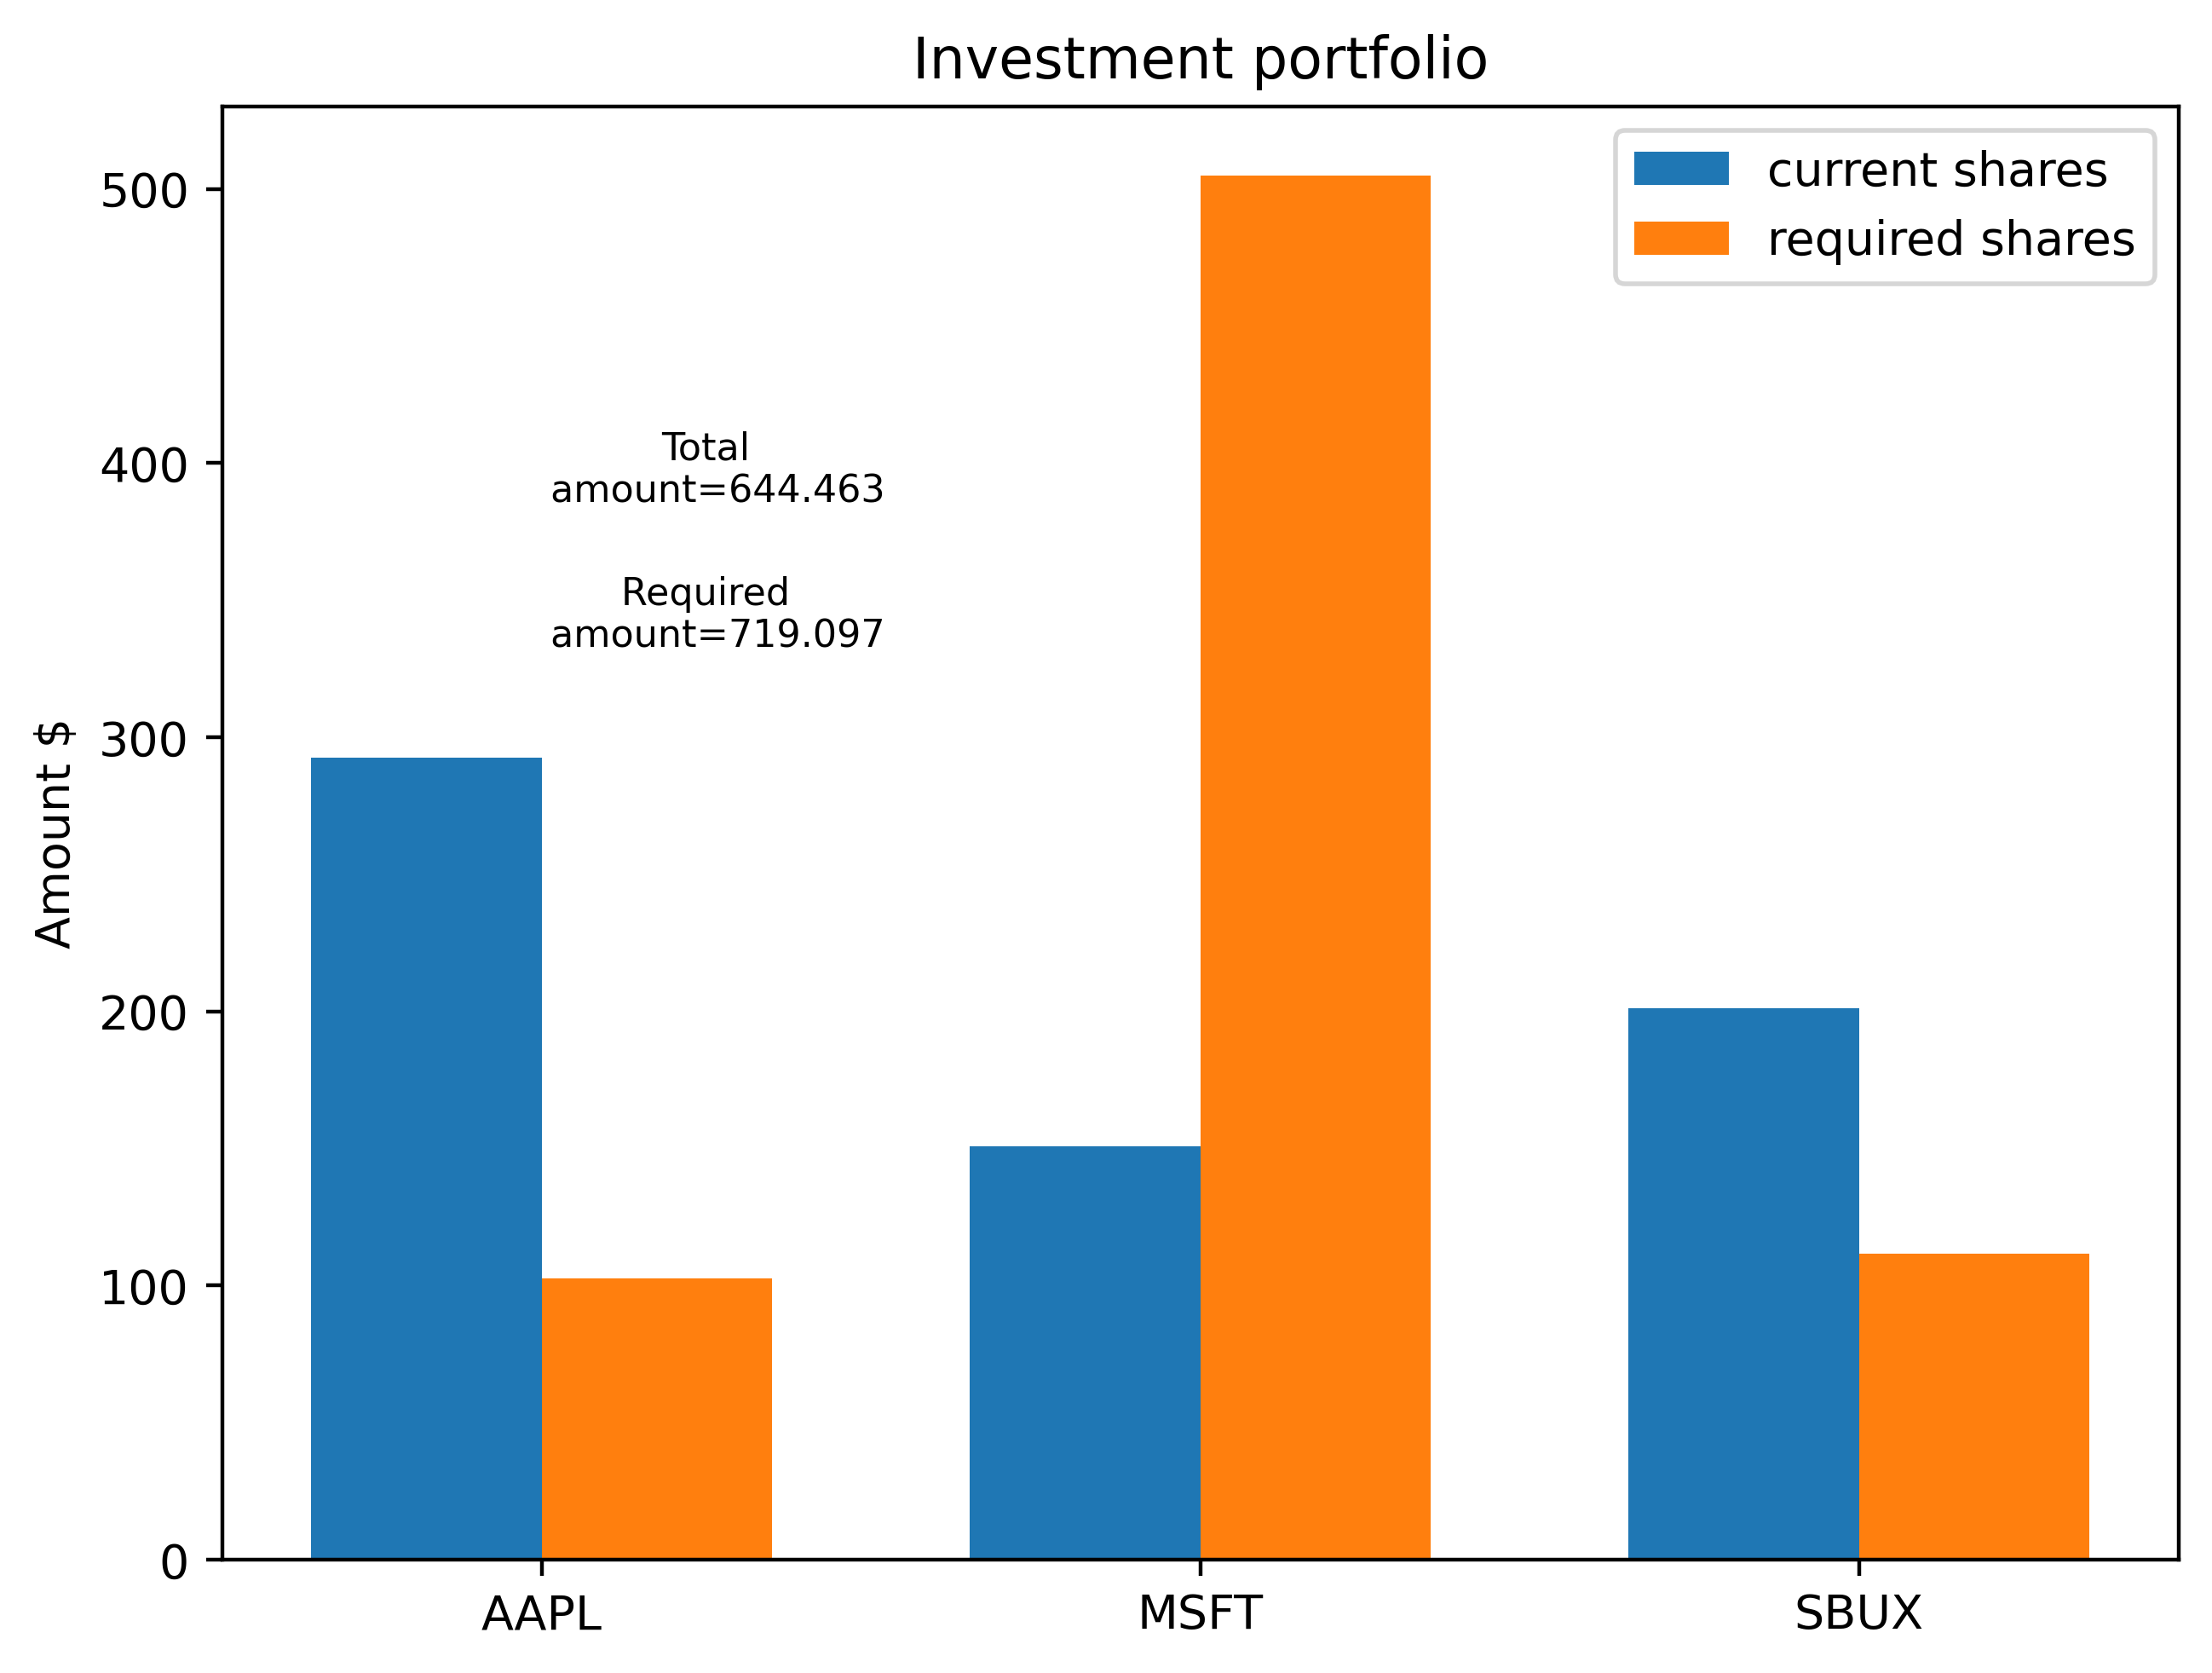 Investment portfolio
current shares
required shares
Total
amount=644.463
Required
amount=719.097
Amount $
500
400
300
200
100
0
AAPL
MSFT
SBUX